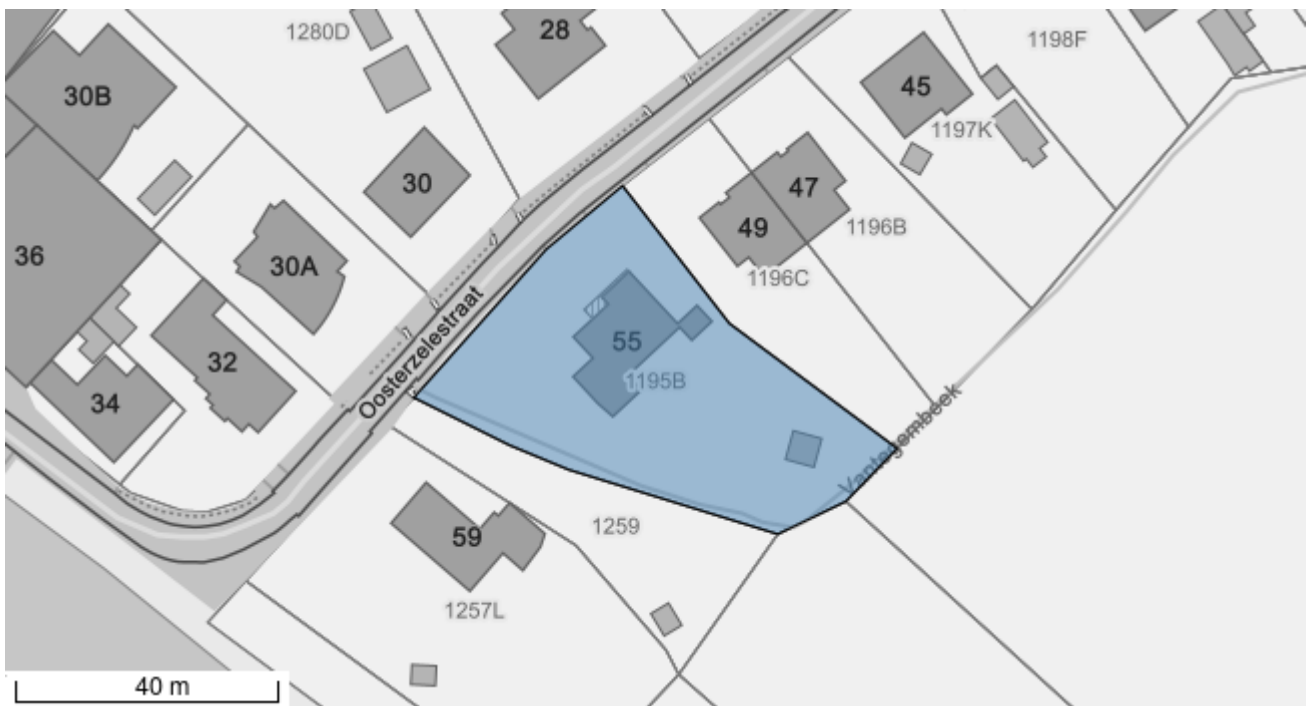 1280D
28
1198F
30B
45
1197K
30
47
49
1196B
36
30A
1196C
Oosterzelestraat
55
32
1195B
34
Vantegembeek
59
1259
1257L
40 m